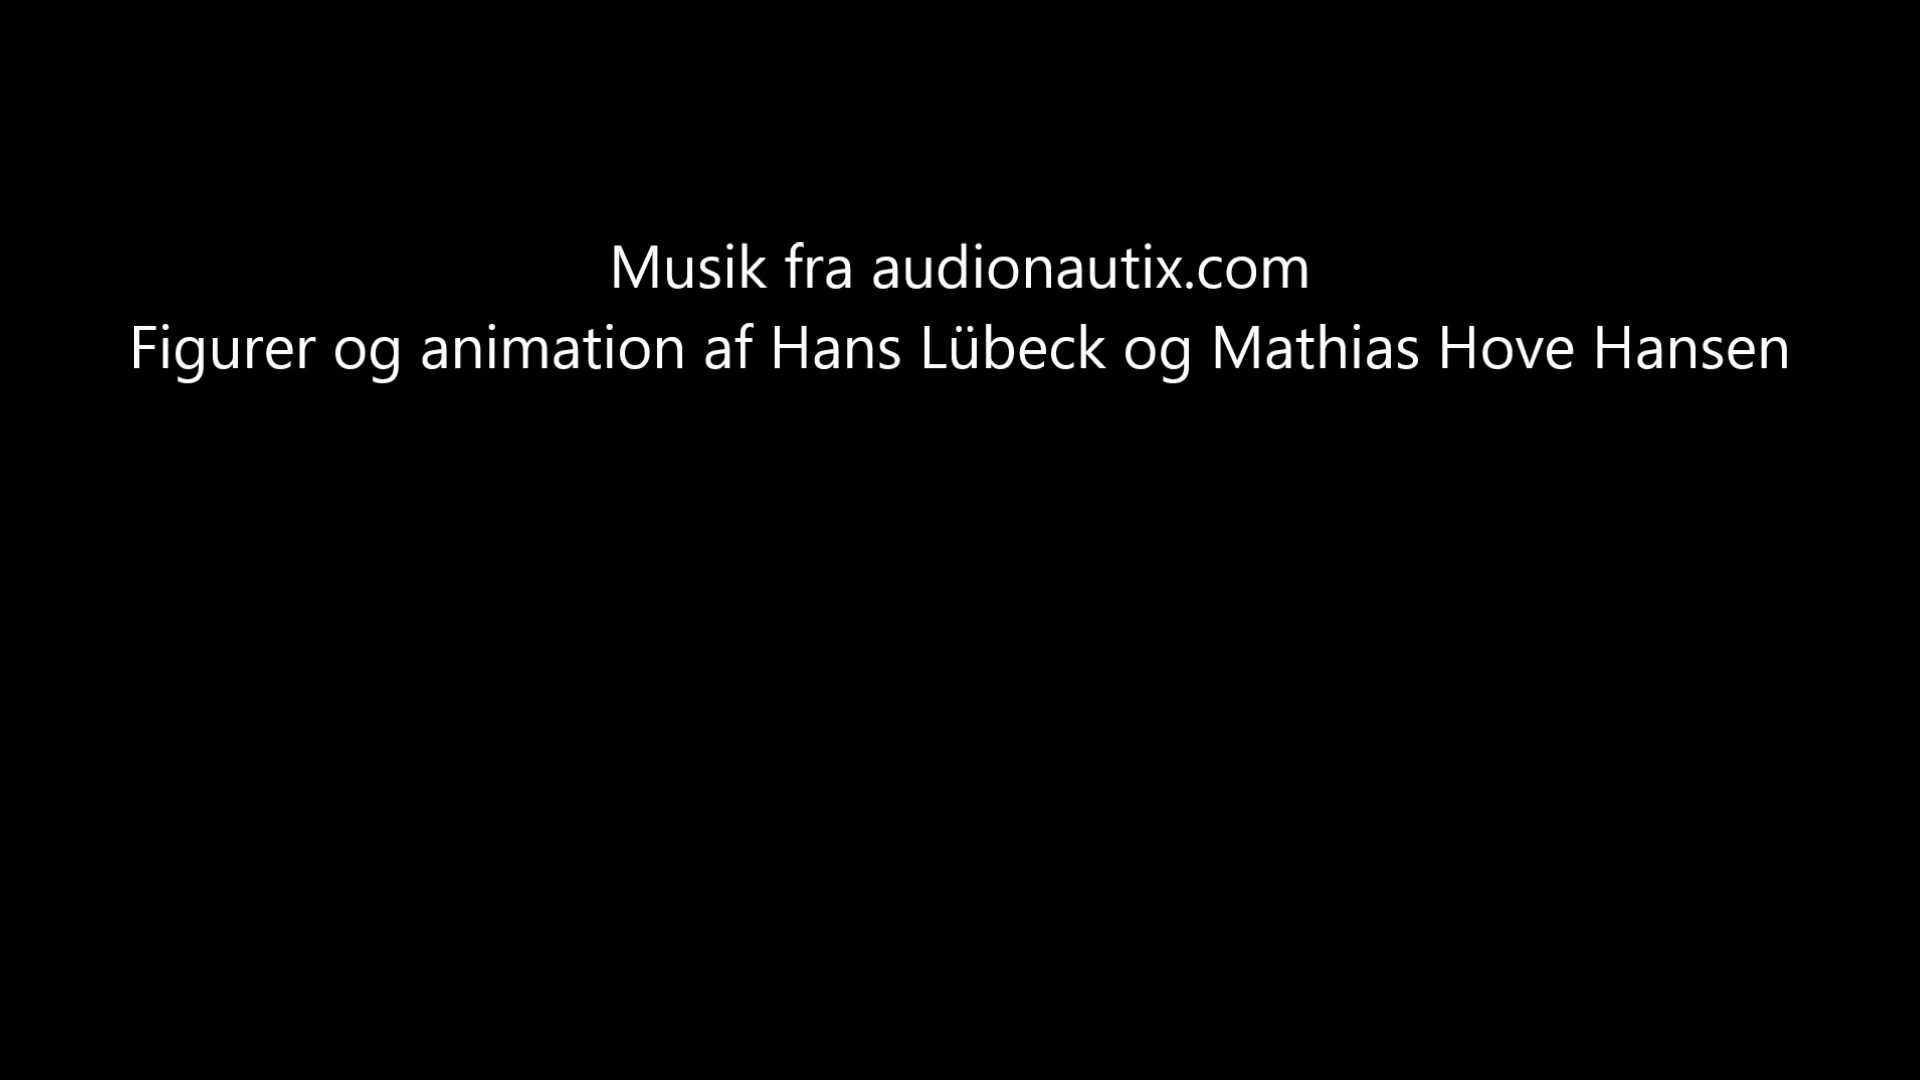 Musik fra audionautix.com
Figurer og animation af Hans Lübeck og Mathias Hove Hansen